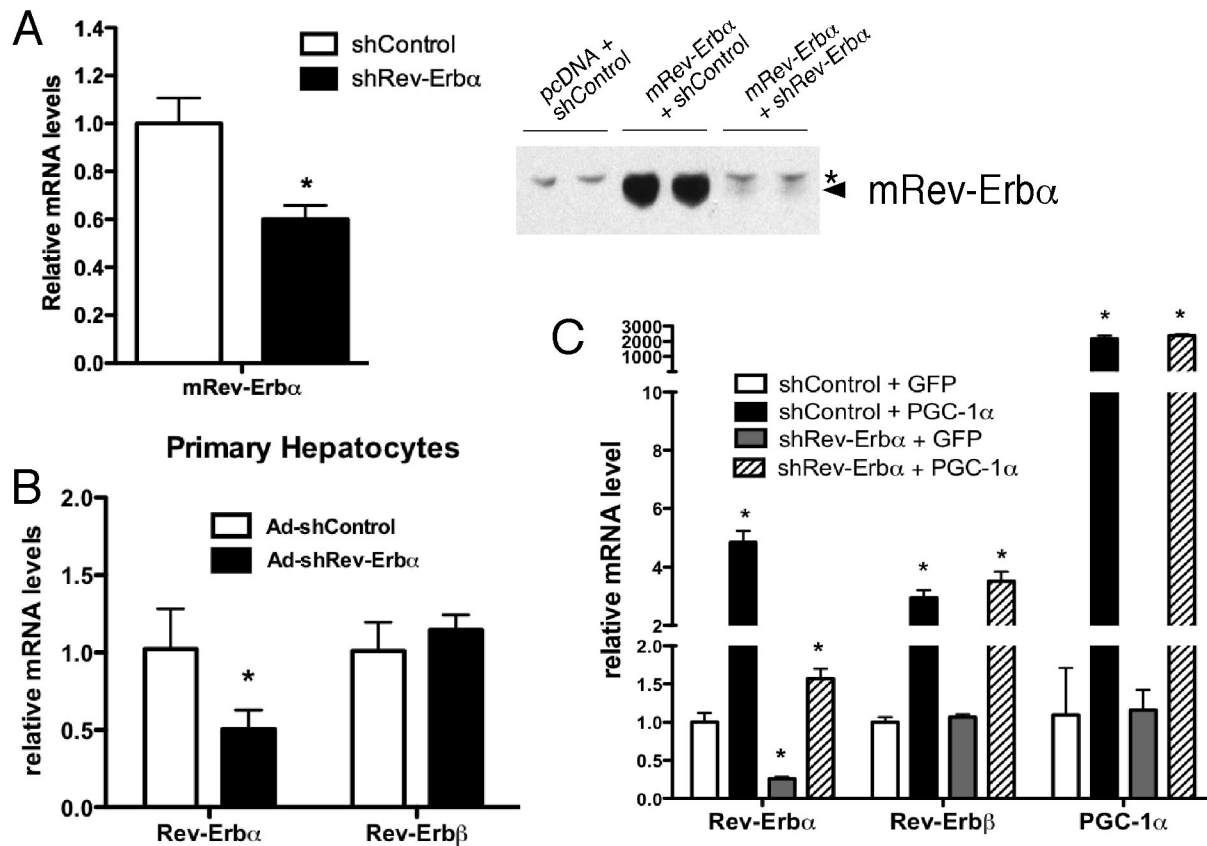 A
1.4
1.2
1.0
0.8
0.6
0.4
0.2
0.0
Relative mRNA levels
shControl
shRev-Erbα
*
mRev-Erbα
pcDNA +
shControl
mRev-Erbα
+ shControl
mRev-Erbα
+ shRev-Erbα
*
mRev-Erbα
Primary Hepatocytes
B
2.0
1.5
1.0
0.5
0.0
relative mRNA levels
Ad-shControl
Ad-shRev-Erbα
*
Rev-Erbα
Rev-Erbβ
C
3000
2000
1000
10
8
6
4
2
2.0
1.5
1.0
0.5
0.0
relative mRNA level
shControl + GFP
shControl + PGC-1α
shRev-Erbα + GFP
shRev-Erbα + PGC-1α
* * * * * * *
Rev-Erbα
Rev-Erbβ
PGC-1α